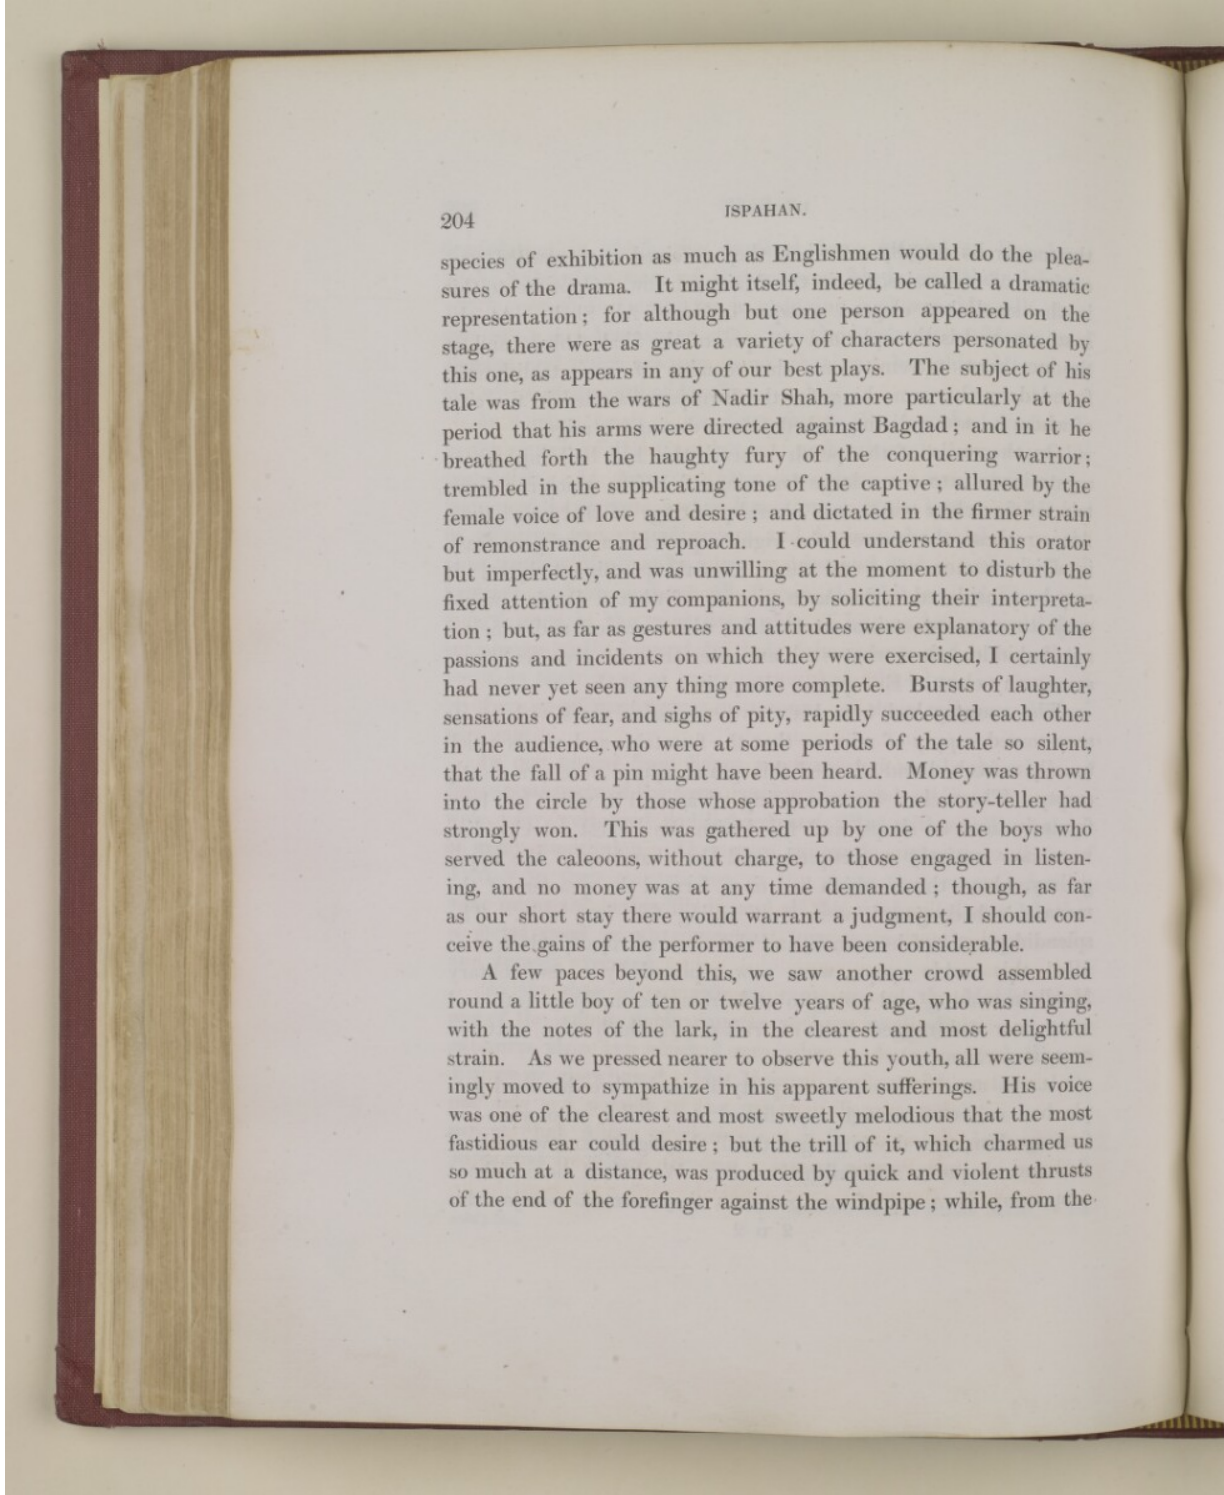 204
ISPAHAN.
species of exhibition as much as Englishmen would do the plea-
sures of the drama. It might itself, indeed, be called a dramatic
representation; for although but one person appeared on the
stage, there were as great a variety of characters personated by
this one, as appears in any of our best plays. The subject of his
tale was from the wars of Nadir Shah, more particularly at the
period that his arms were directed against Bagdad; and in it he
breathed forth the haughty fury of the conquering warrior;
trembled in the supplicating tone of the captive; allured by the
female voice of love and desire; and dictated in the firmer strain
of remonstrance and reproach. I could understand this orator
but imperfectly, and was unwilling at the moment to disturb the
fixed attention of my companions, by soliciting their interpreta-
tion; but, as far as gestures and attitudes were explanatory of the
passions and incidents on which they were exercised, I certainly
had never yet seen any thing more complete. Bursts of laughter,
sensations of fear, and sighs of pity, rapidly succeeded each other
in the audience, who were at some periods of the tale so silent,
that the fall of a pin might have been heard. Money was thrown
into the circle by those whose approbation the story-teller had
strongly won. This was gathered up by one of the boys who
served the caleoons, without charge, to those engaged in listen-
ing, and no money was at any time demanded; though, as far
as our short stay there would warrant a judgment, I should con-
ceive the gains of the performer to have been considerable.
A few paces beyond this, we saw another crowd assembled
round a little boy of ten or twelve years of age, who was singing,
with the notes of the lark, in the clearest and most delightful
strain. As we pressed nearer to observe this youth, all were seem-
ingly moved to sympathize in his apparent sufferings. His voice
was one of the clearest and most sweetly melodious that the most
fastidious ear could desire; but the trill of it, which charmed us
so much at a distance, was produced by quick and violent thrusts
of the end of the forefinger against the windpipe; while, from the